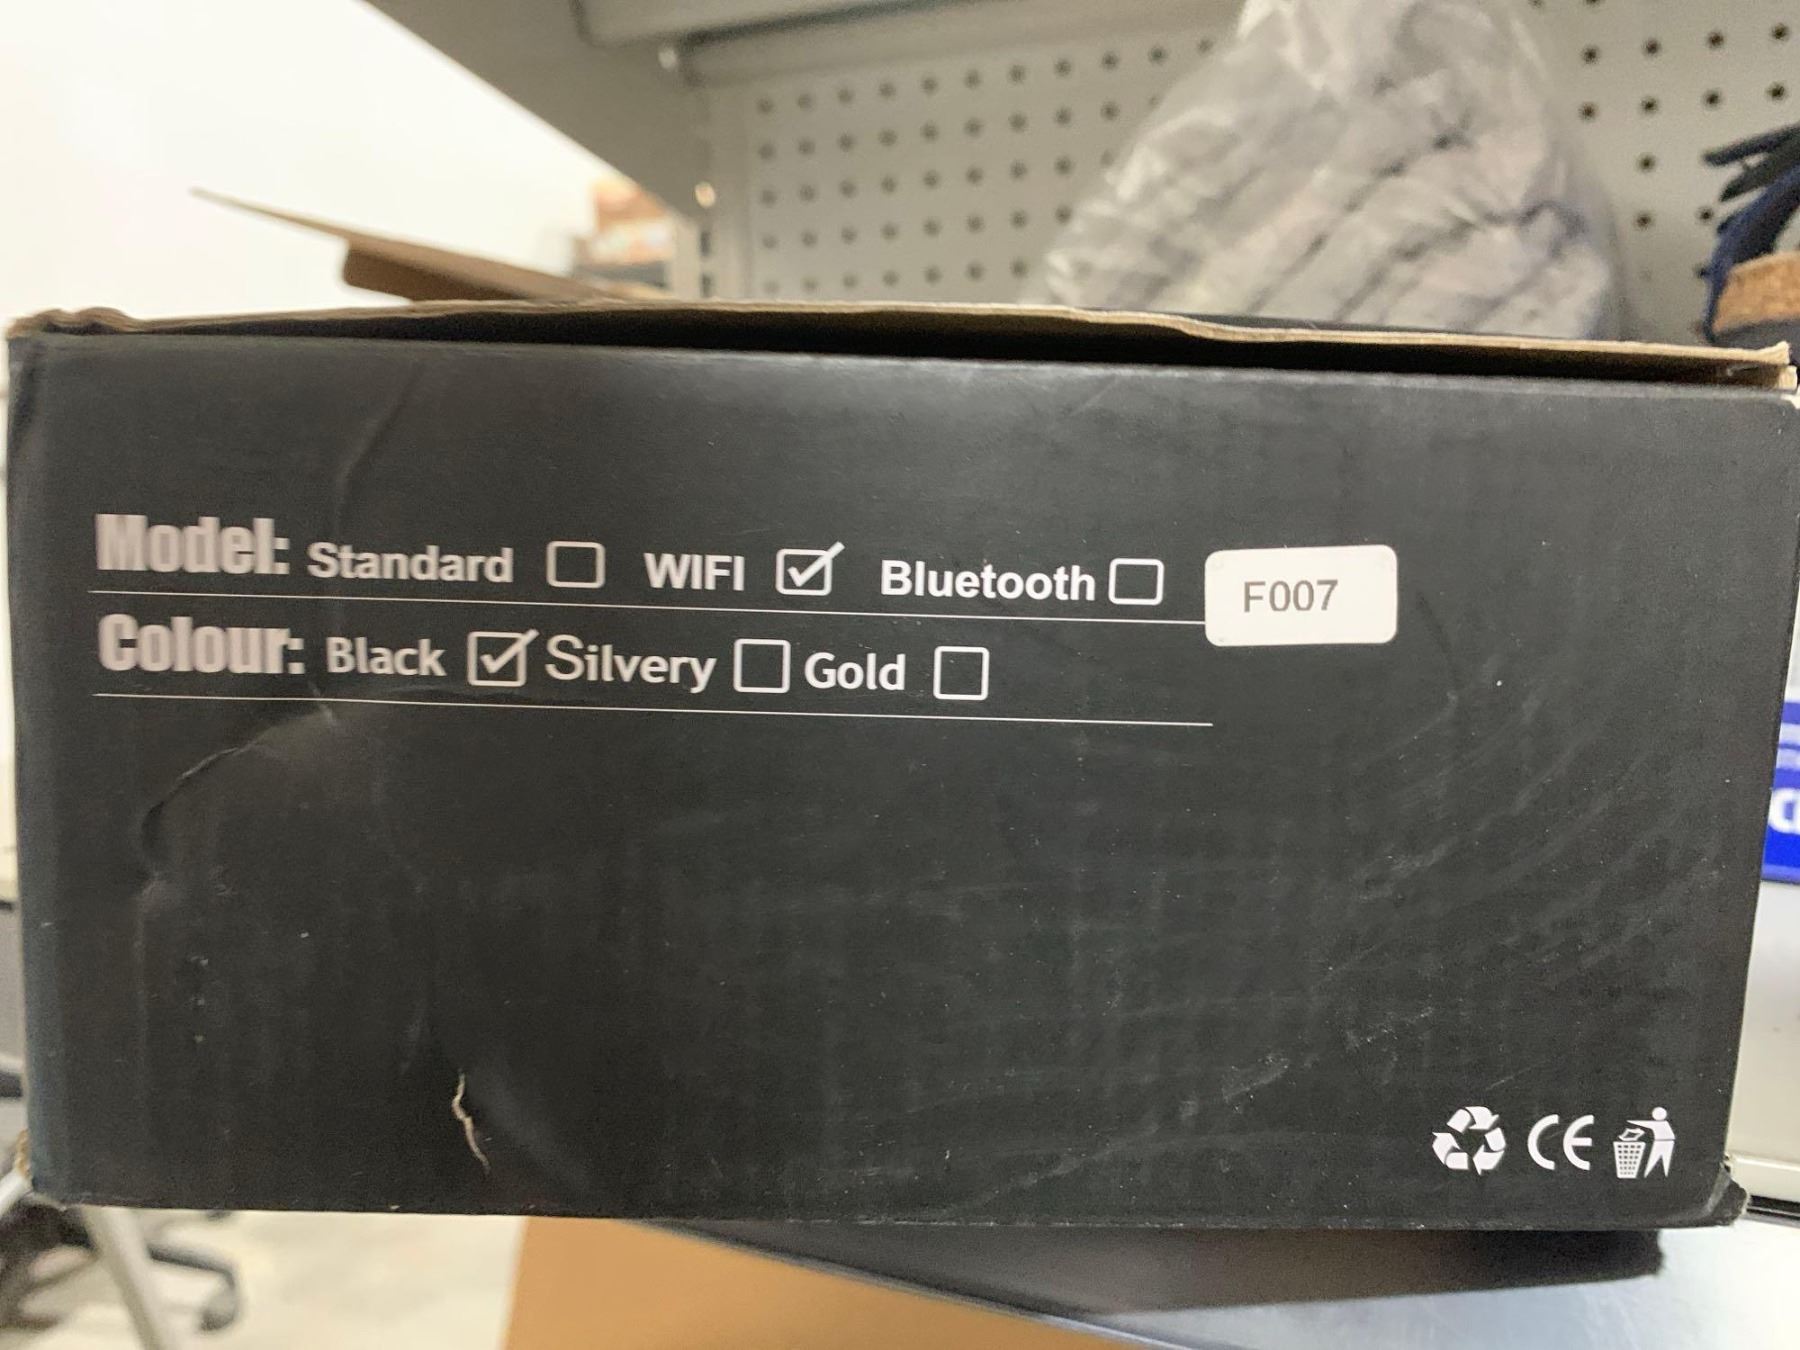 Model: Standard WIFI Bluetooth F007
Colour: Black Silvery Gold
CE